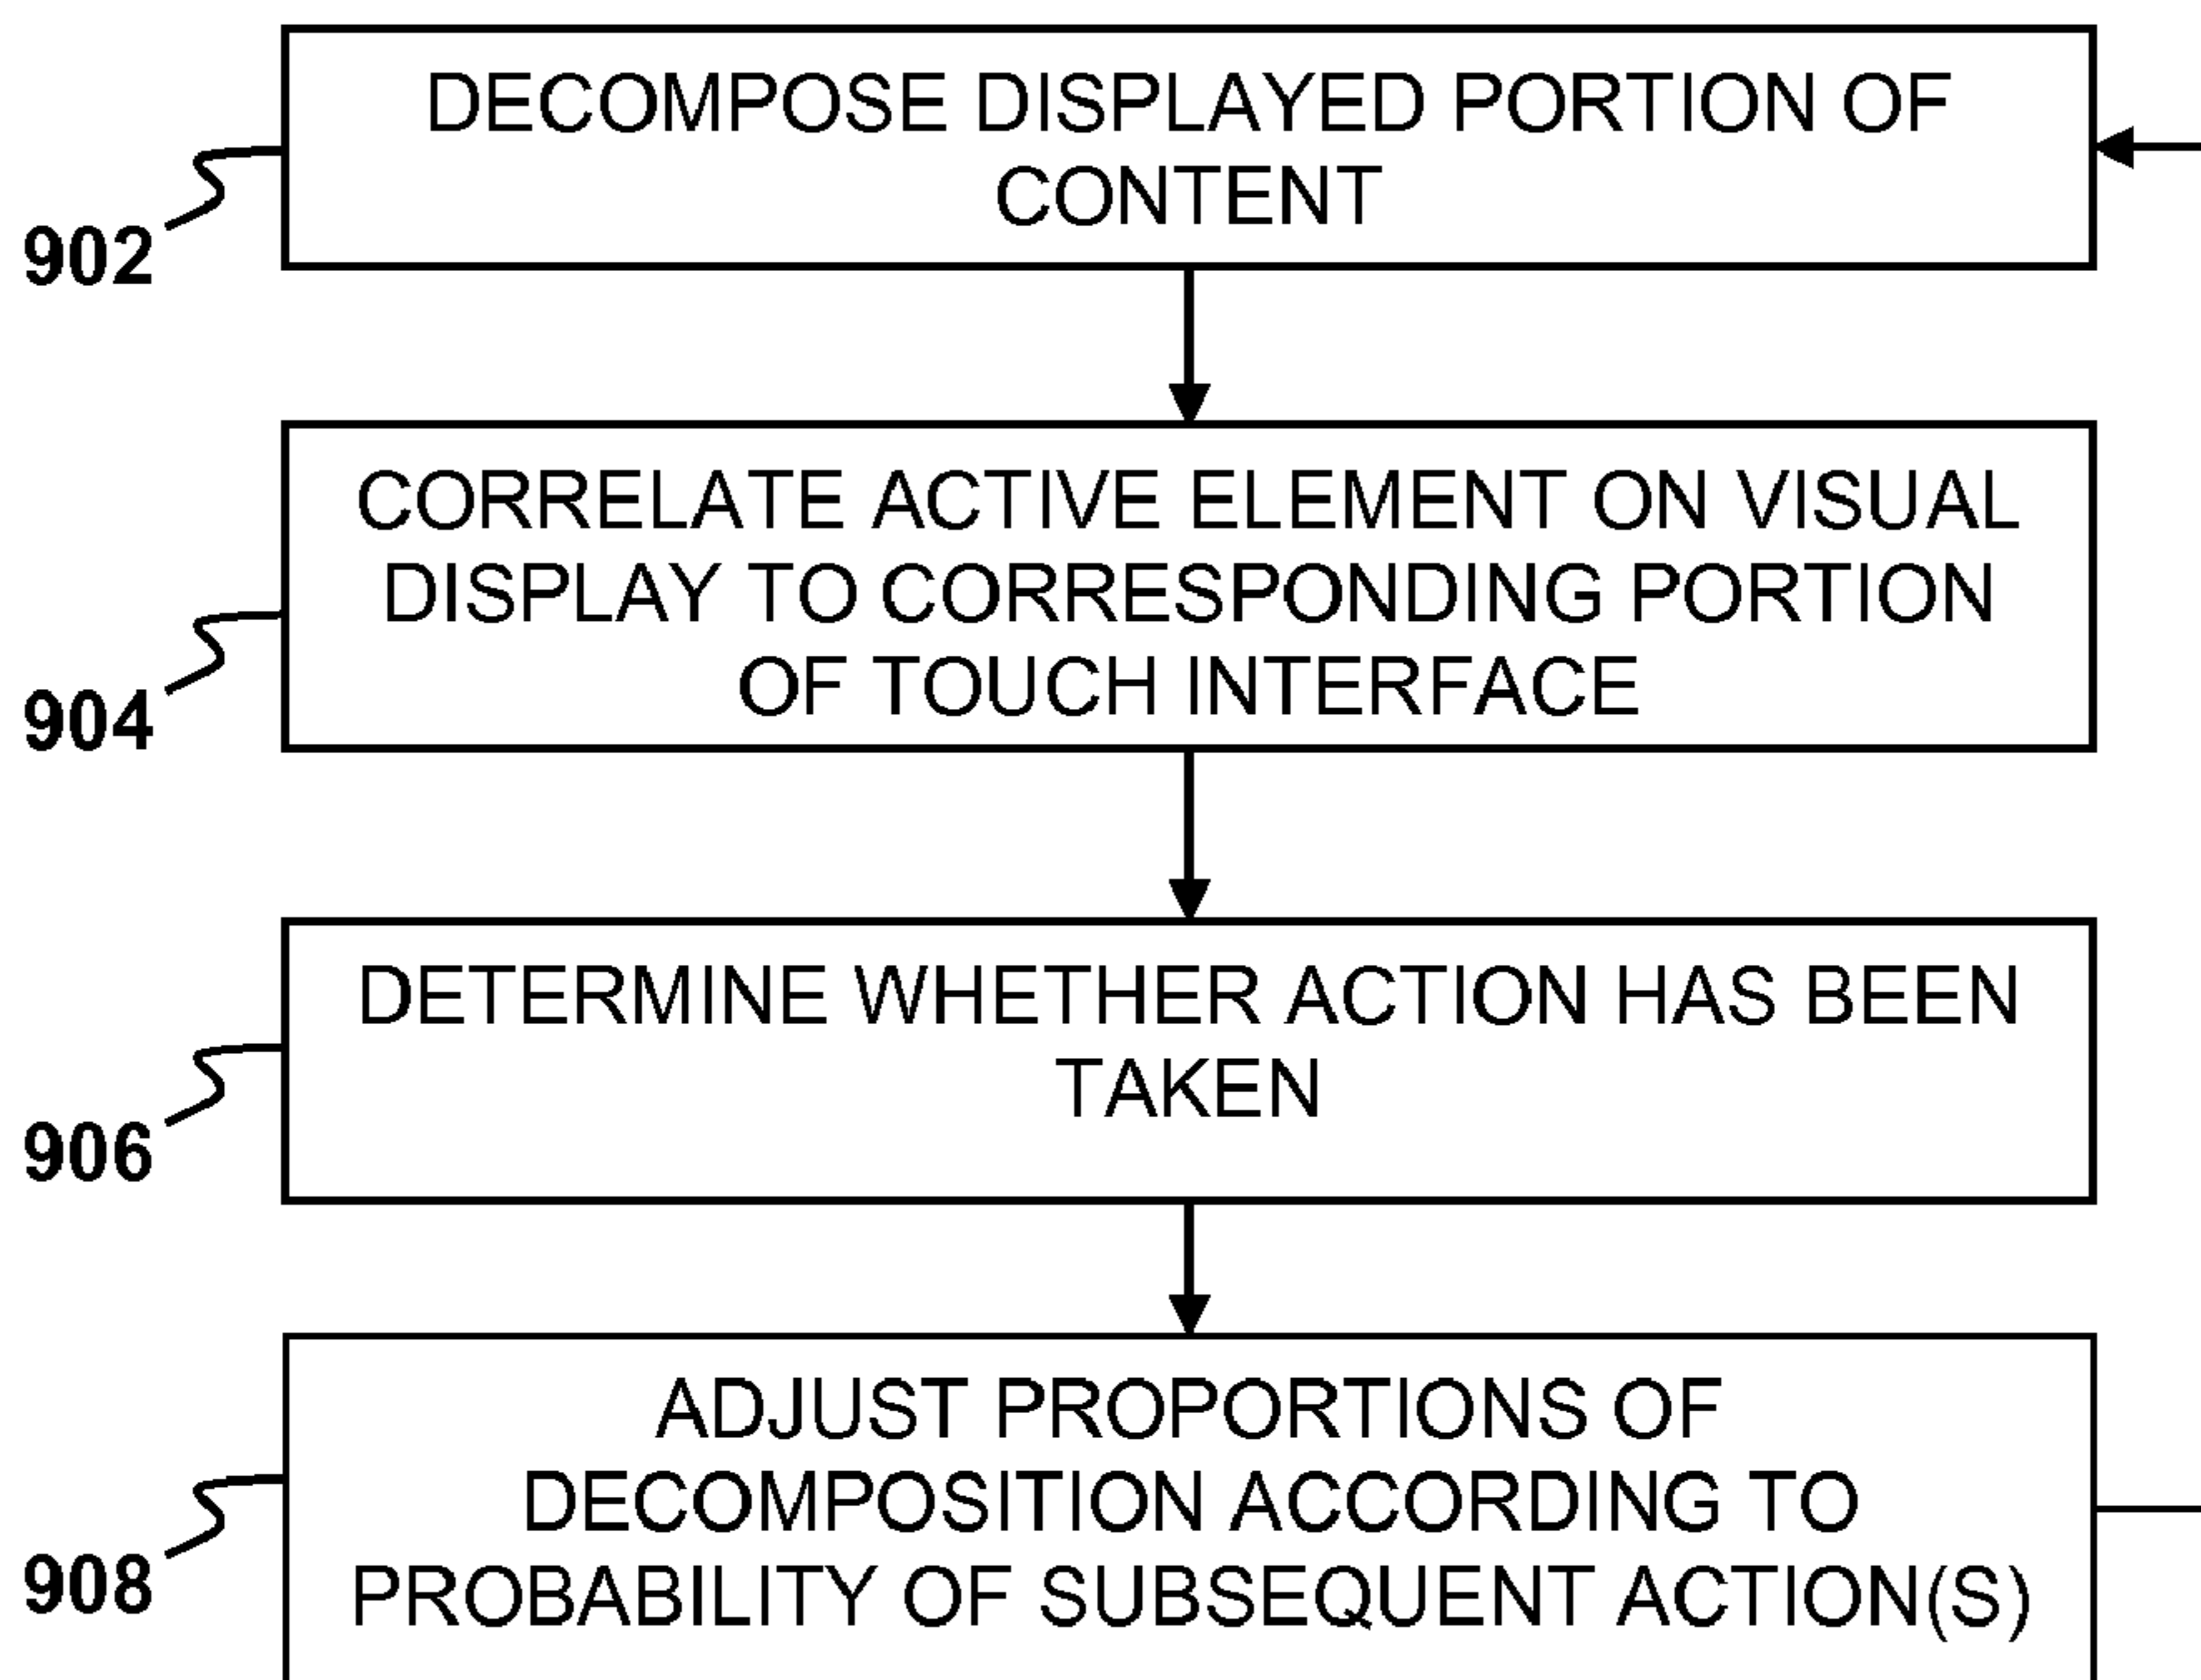 DECOMPOSE DISPLAYED PORTION OF
CONTENT
902
CORRELATE ACTIVE ELEMENT ON VISUAL
DISPLAY TO CORRESPONDING PORTION
OF TOUCH INTERFACE
904
DETERMINE WHETHER ACTION HAS BEEN
TAKEN
906
ADJUST PROPORTIONS OF
DECOMPOSITION ACCORDING TO
PROBABILITY OF SUBSEQUENT ACTION(S)
908